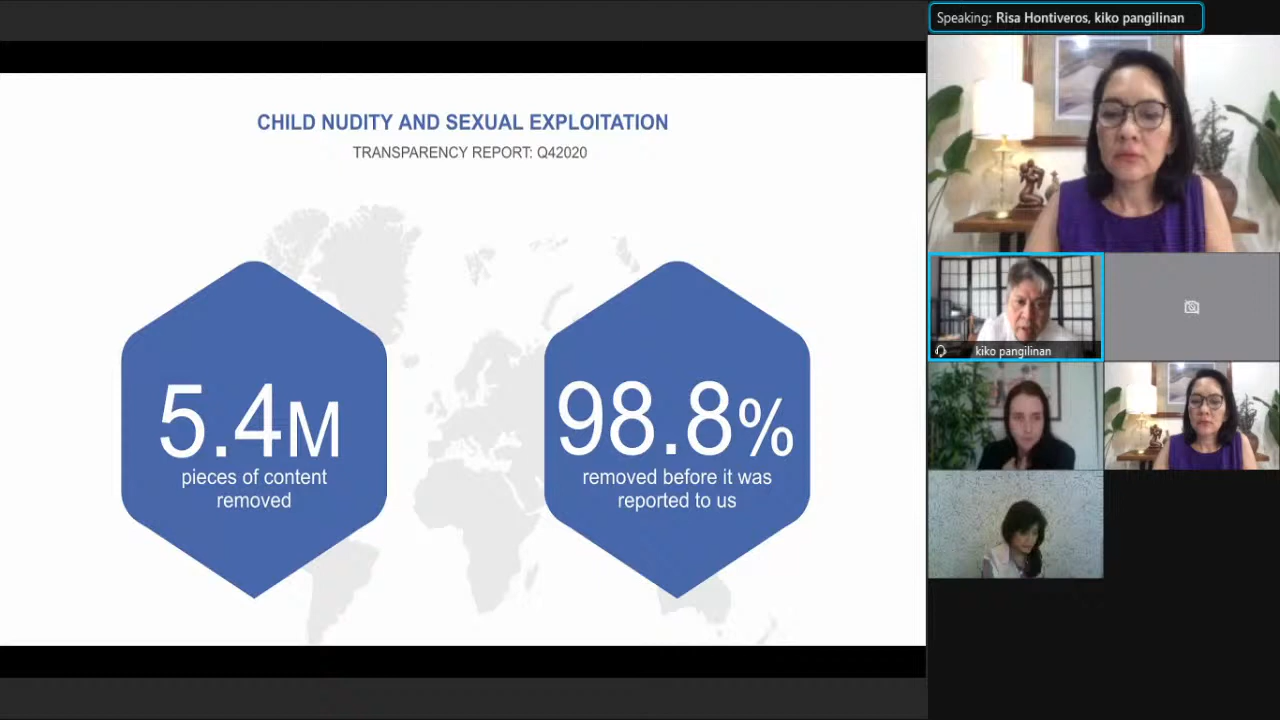 Speaking: Risa Hontiveros, kiko pangilinan
CHILD NUDITY AND SEXUAL EXPLOITATION
TRANSPARENCY REPORT: Q42020
5.4M
pieces of content
removed
98.8%
removed before it was
reported to us
kiko pangilinan